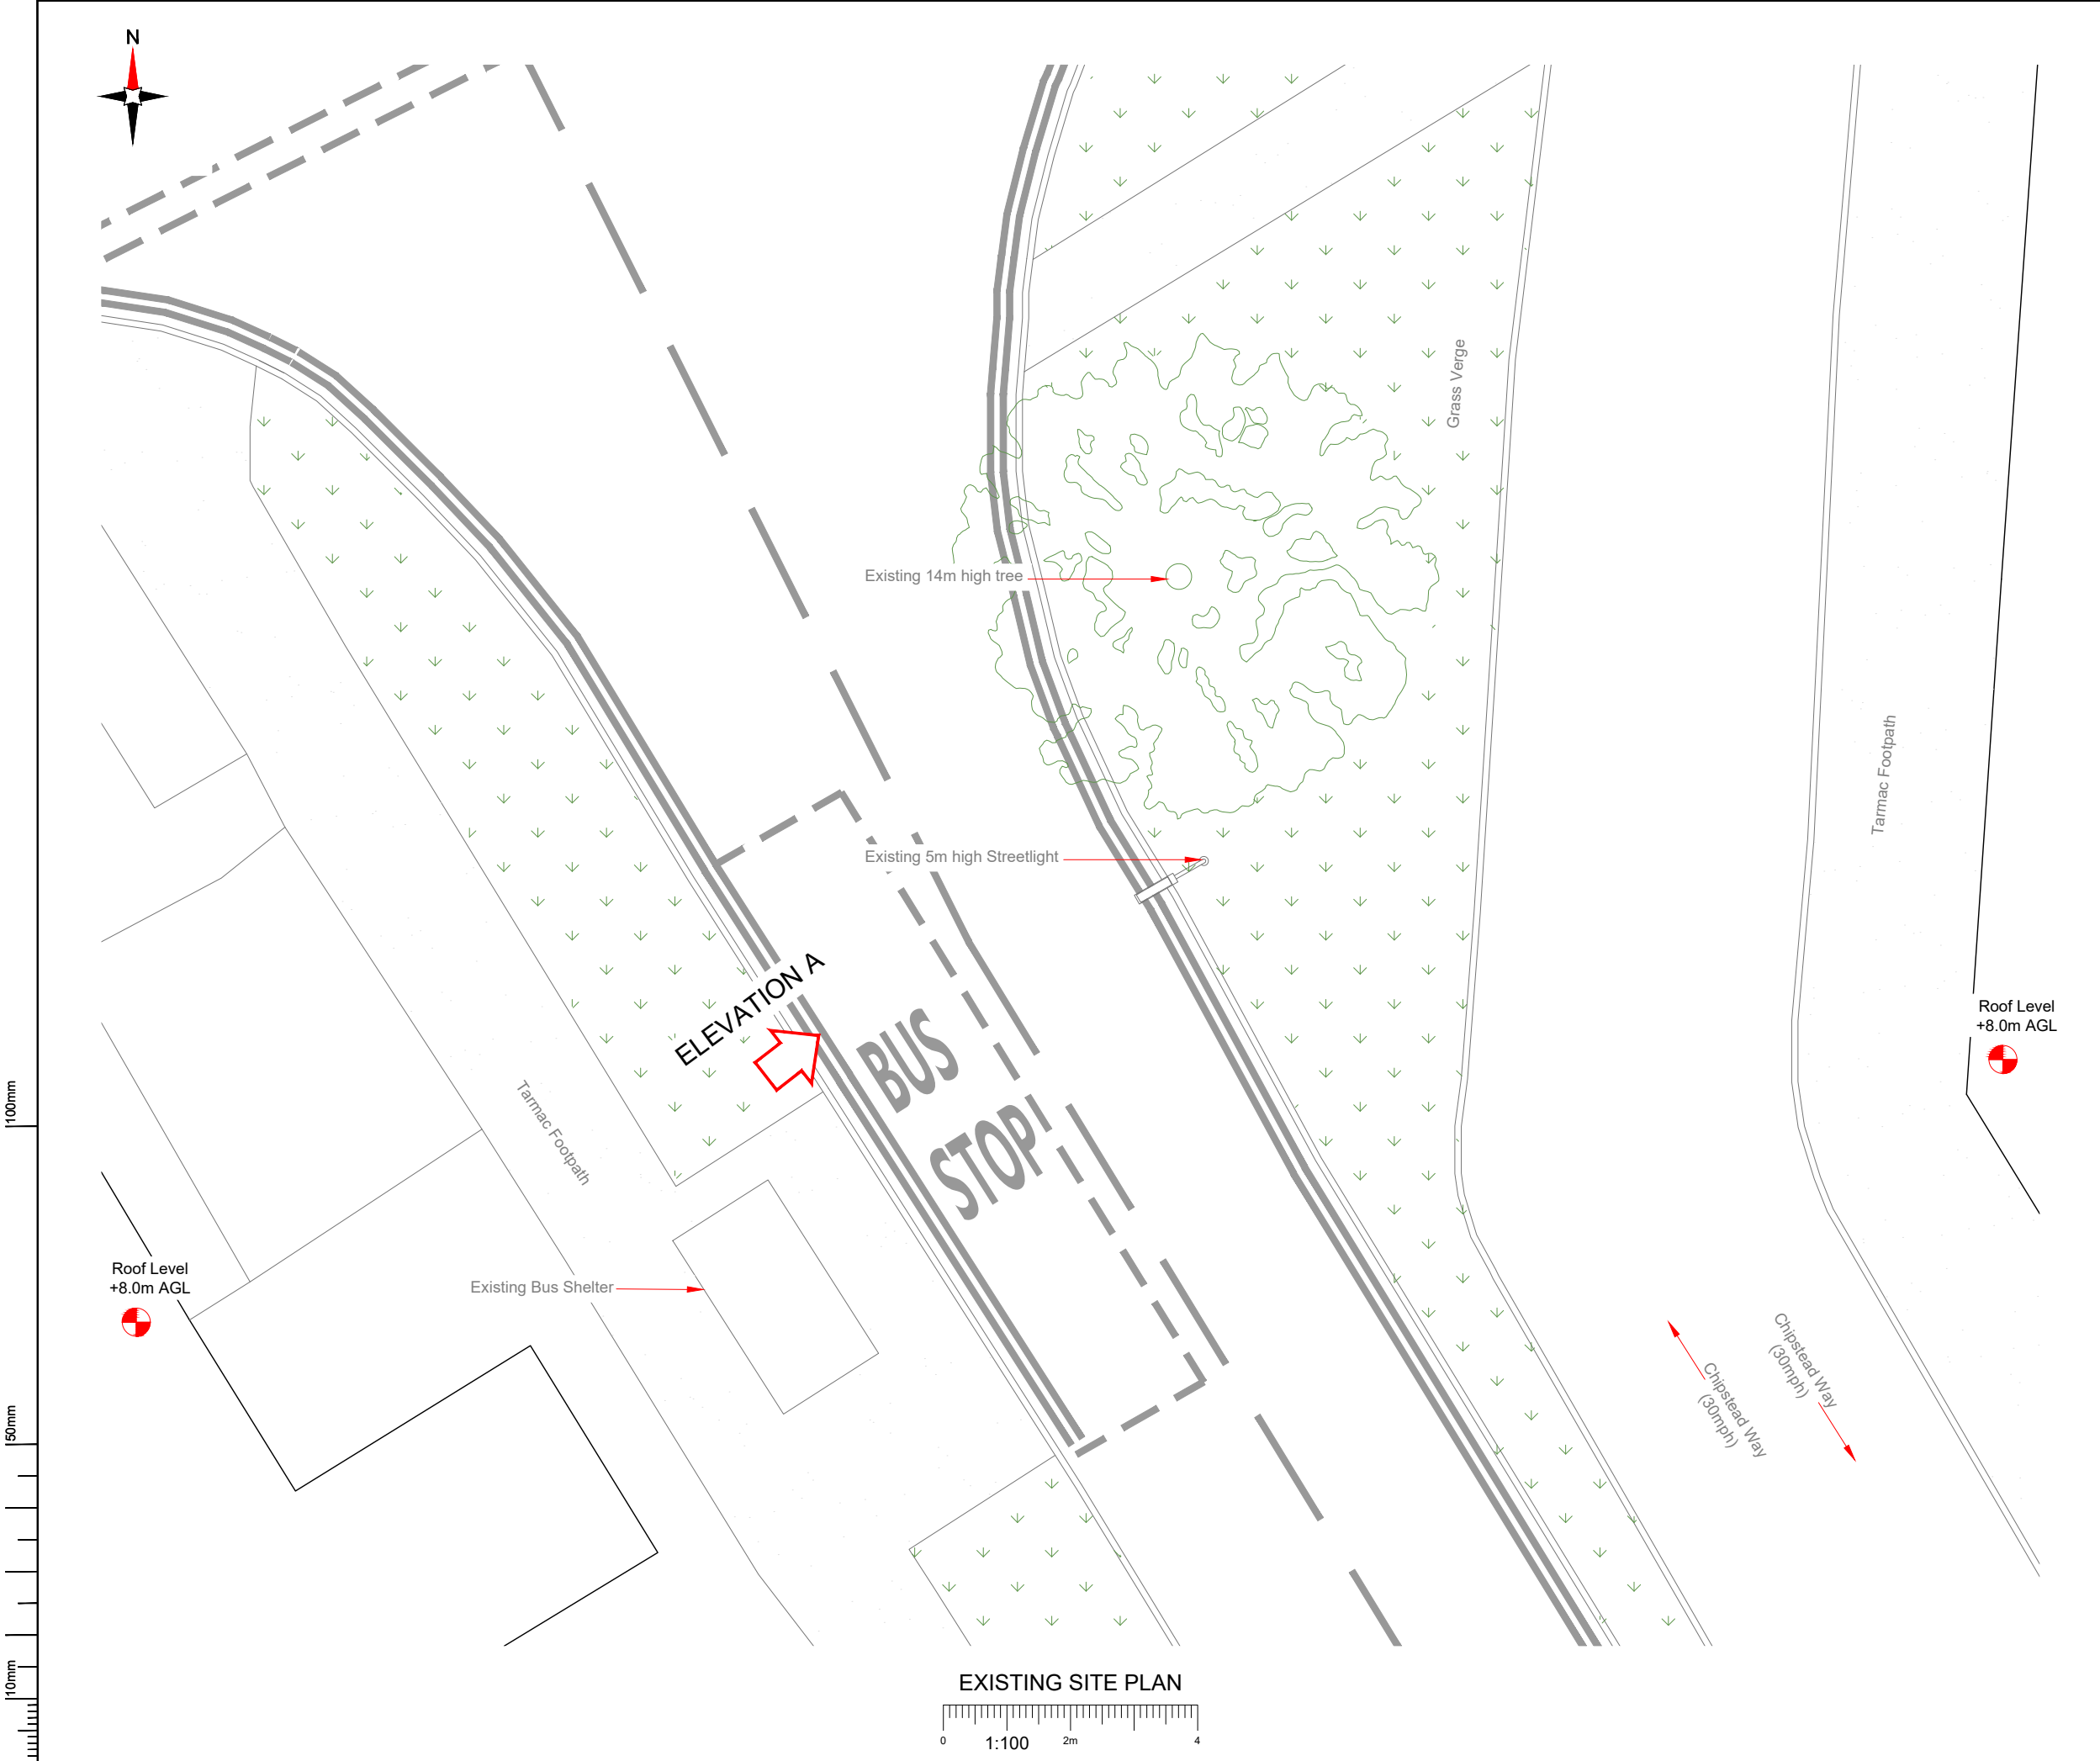 N
Grass Verge
Existing 14m high tree
Tarmac Footpath
Existing 5m high Streetlight
ELEVATION A
BUS
STOP
Roof Level
+8.0m AGL
100mm
Tarmac Footpath
Roof Level
+8.0m AGL
Existing Bus Shelter
Chipstead Way
(30mph)
Chipstead Way
(30mph)
50mm
10mm
EXISTING SITE PLAN
0
1:100
2m
4